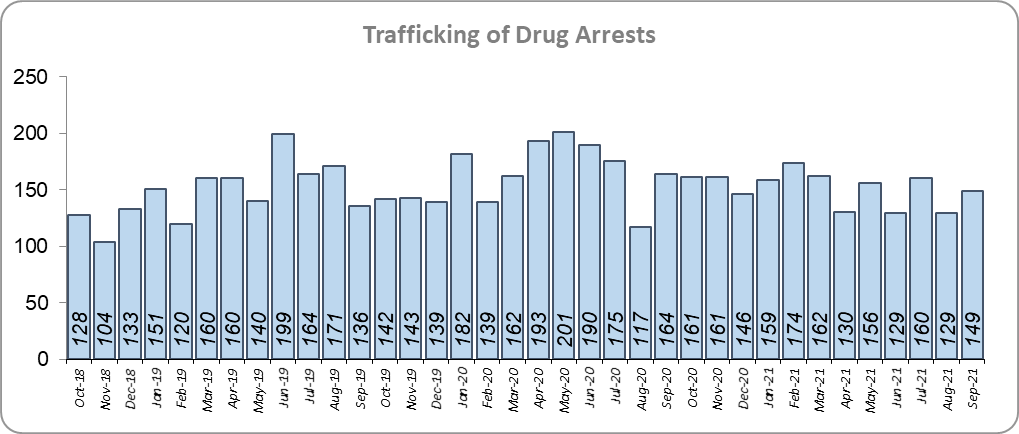 Trafficking of Drug Arrests
250
200
150
100
50
0
128 104 133 151 120 160 160 140 199 164 171 136 142 143 139 182 139 162 193 201 190 175 117 164 161 161 146 159 174 162 130 156 129 160 129 149
Oct-18 Nov-18 Dec-18 Jan-19 Feb-19 Mar-19 Apr-19 May-19 Jun-19 Jul-19 Aug-19 Sep-19 Oct-19 Nov-19 Dec-19 Jan-20 Feb-20 Mar-20 Apr-20 May-20 Jun-20 Jul-20 Aug-20 Sep-20 Oct-20 Nov-20 Dec-20 Jan-21 Feb-21 Mar-21 Apr-21 May-21 Jun-21 Jul-21 Aug-21 Sep-21